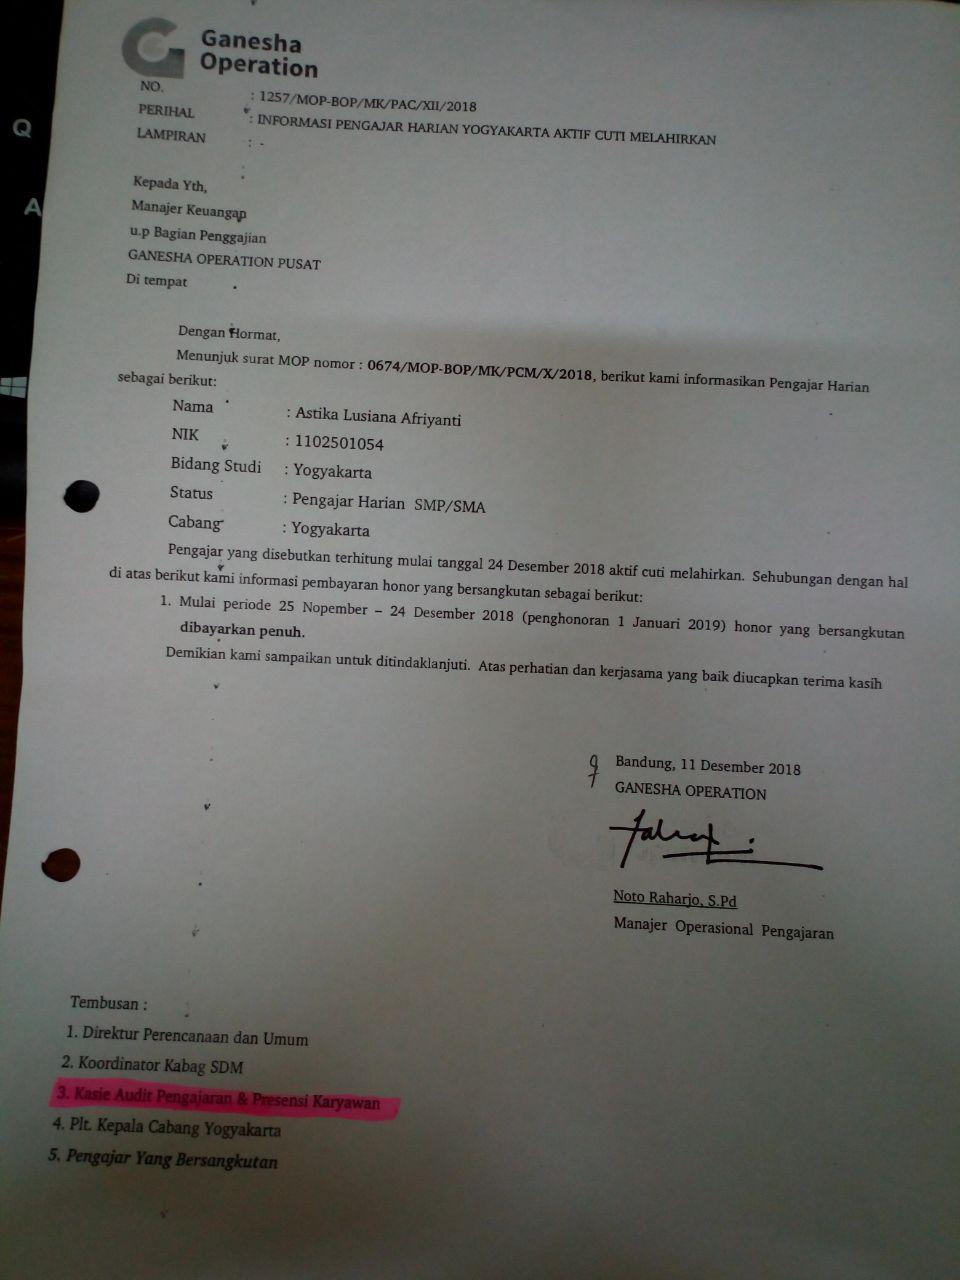 Ganesha
Operation
NO. : 1257/MOP-BOP/MK/PAC/XII/2018
PERIHAL : INFORMASI PENGAJAR HARIAN YOGYAKARTA AKTIF CUTI MELAHIRKAN
LAMPIRAN : -
Kepada Yth,
Manajer Keuangan
u.p Bagian Penggajian
GANESHA OPERATION PUSAT
Di tempat
Dengan Hormat,
Menunjuk surat MOP nomor : 0674/MOP-BOP/MK/PCM/X/2018, berikut kami informasikan Pengajar Harian
sebagai berikut:
Nama : Astika Lusiana Afriyanti
NIK : 1102501054
Bidang Studi : Yogyakarta
Status : Pengajar Harian SMP/SMA
Cabang : Yogyakarta
Pengajar yang disebutkan terhitung mulai tanggal 24 Desember 2018 aktif cuti melahirkan. Sehubungan dengan hal
di atas berikut kami informasi pembayaran honor yang bersangkutan sebagai berikut:
1. Mulai periode 25 Nopember – 24 Desember 2018 (penghonoran 1 Januari 2019) honor yang bersangkutan
dibayarkan penuh.
Demikian kami sampaikan untuk ditindaklanjuti. Atas perhatian dan kerjasama yang baik diucapkan terima kasih
Bandung, 11 Desember 2018
GANESHA OPERATION
Noto Raharjo, S.Pd
Manajer Operasional Pengajaran
Tembusan :
1. Direktur Perencanaan dan Umum
2. Koordinator Kabag SDM
3. Kasie Audit Pengajaran & Presensi Karyawan
4. Plt. Kepala Cabang Yogyakarta
5. Pengajar Yang Bersangkutan
Q
A